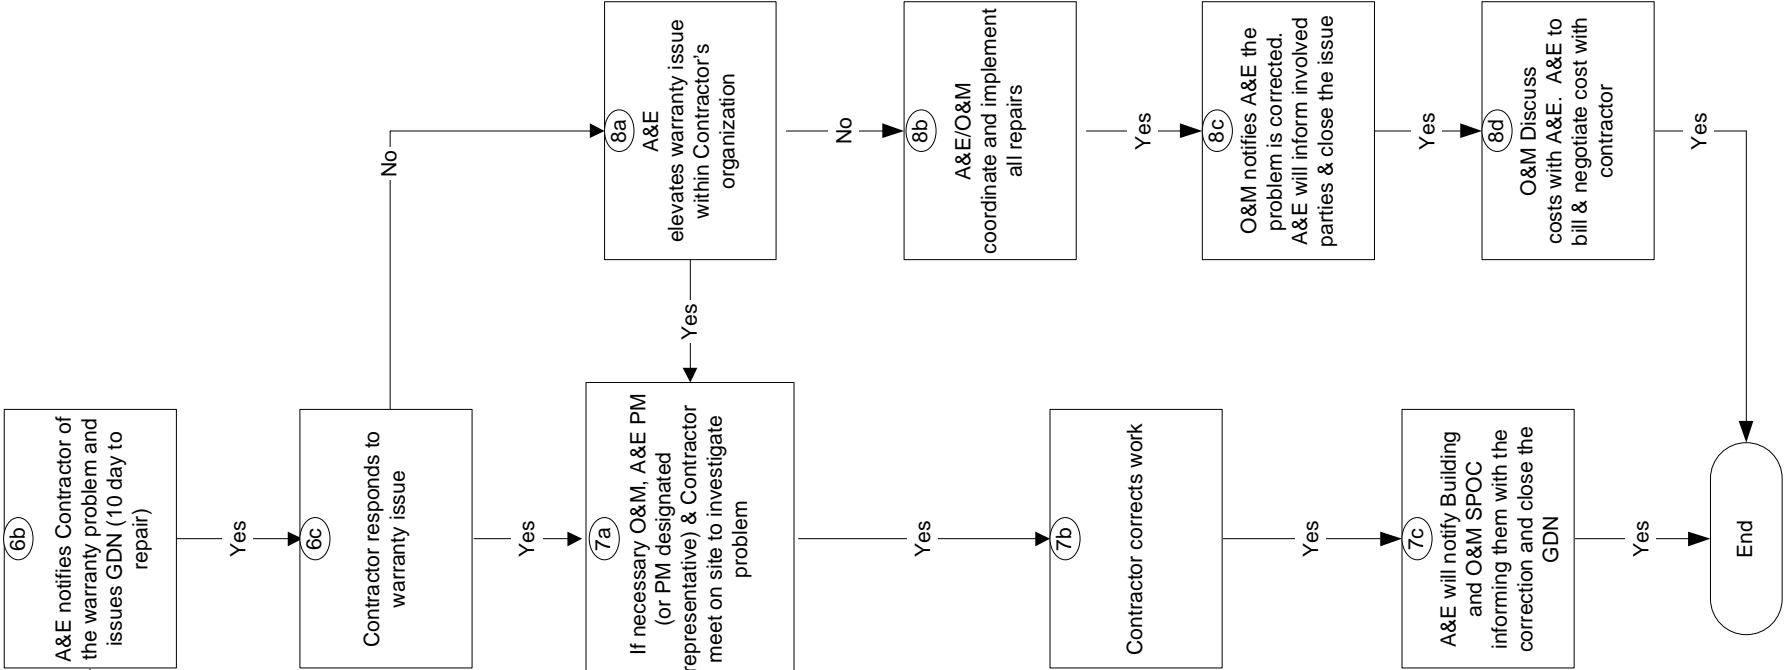 6b
A&E notifies Contractor of
the warranty problem and
issues GDN (10 day to
repair)
Yes
6c
Contractor responds to
warranty issue
No
Yes
8a
A&E
elevates warranty issue
within Contractor's
organization
Yes
No
7a
If necessary O&M, A&E PM
(or PM designated
representative) & Contractor
meet on site to investigate
problem
Yes
7b
Contractor corrects work
Yes
7c
A&E will notify Building
and O&M SPOC
informing them with the
correction and close the
GDN
Yes
8b
A&E/O&M
coordinate and implement
all repairs
Yes
8c
O&M notifies A&E the
problem is corrected.
A&E will inform involved
parties & close the issue
Yes
8d
O&M Discuss
costs with A&E. A&E to
bill & negotiate cost with
contractor
Yes
End